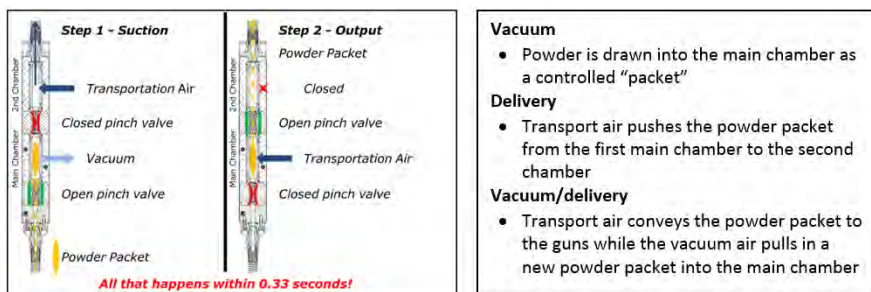 Step 1 - Suction
2nd Chamber
Transportation Air
Closed pinch valve
Main Chamber
Vacuum
Open pinch valve
Powder Packet
Step 2 - Output
Powder Packet
2nd Chamber
Closed
Open pinch valve
Main Chamber
Transportation Air
Closed pinch valve
All that happens within 0.33 seconds!
Vacuum
• Powder is drawn into the main chamber as
a controlled “packet”
Delivery
• Transport air pushes the powder packet
from the first main chamber to the second
chamber
Vacuum/delivery
• Transport air conveys the powder packet to
the guns while the vacuum air pulls in a
new powder packet into the main chamber